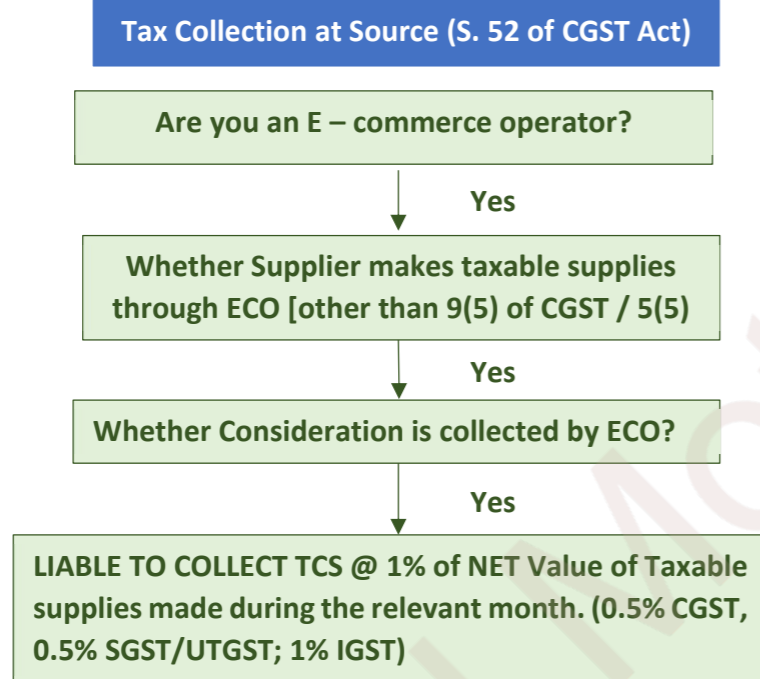 Tax Collection at Source (S. 52 of CGST Act)
Are you an E – commerce operator?
Yes
Whether Supplier makes taxable supplies
through ECO [other than 9(5) of CGST / 5(5)
Yes
Whether Consideration is collected by ECO?
Yes
LIABLE TO COLLECT TCS @ 1% of NET Value of Taxable
supplies made during the relevant month. (0.5% CGST,
0.5% SGST/UTGST; 1% IGST)